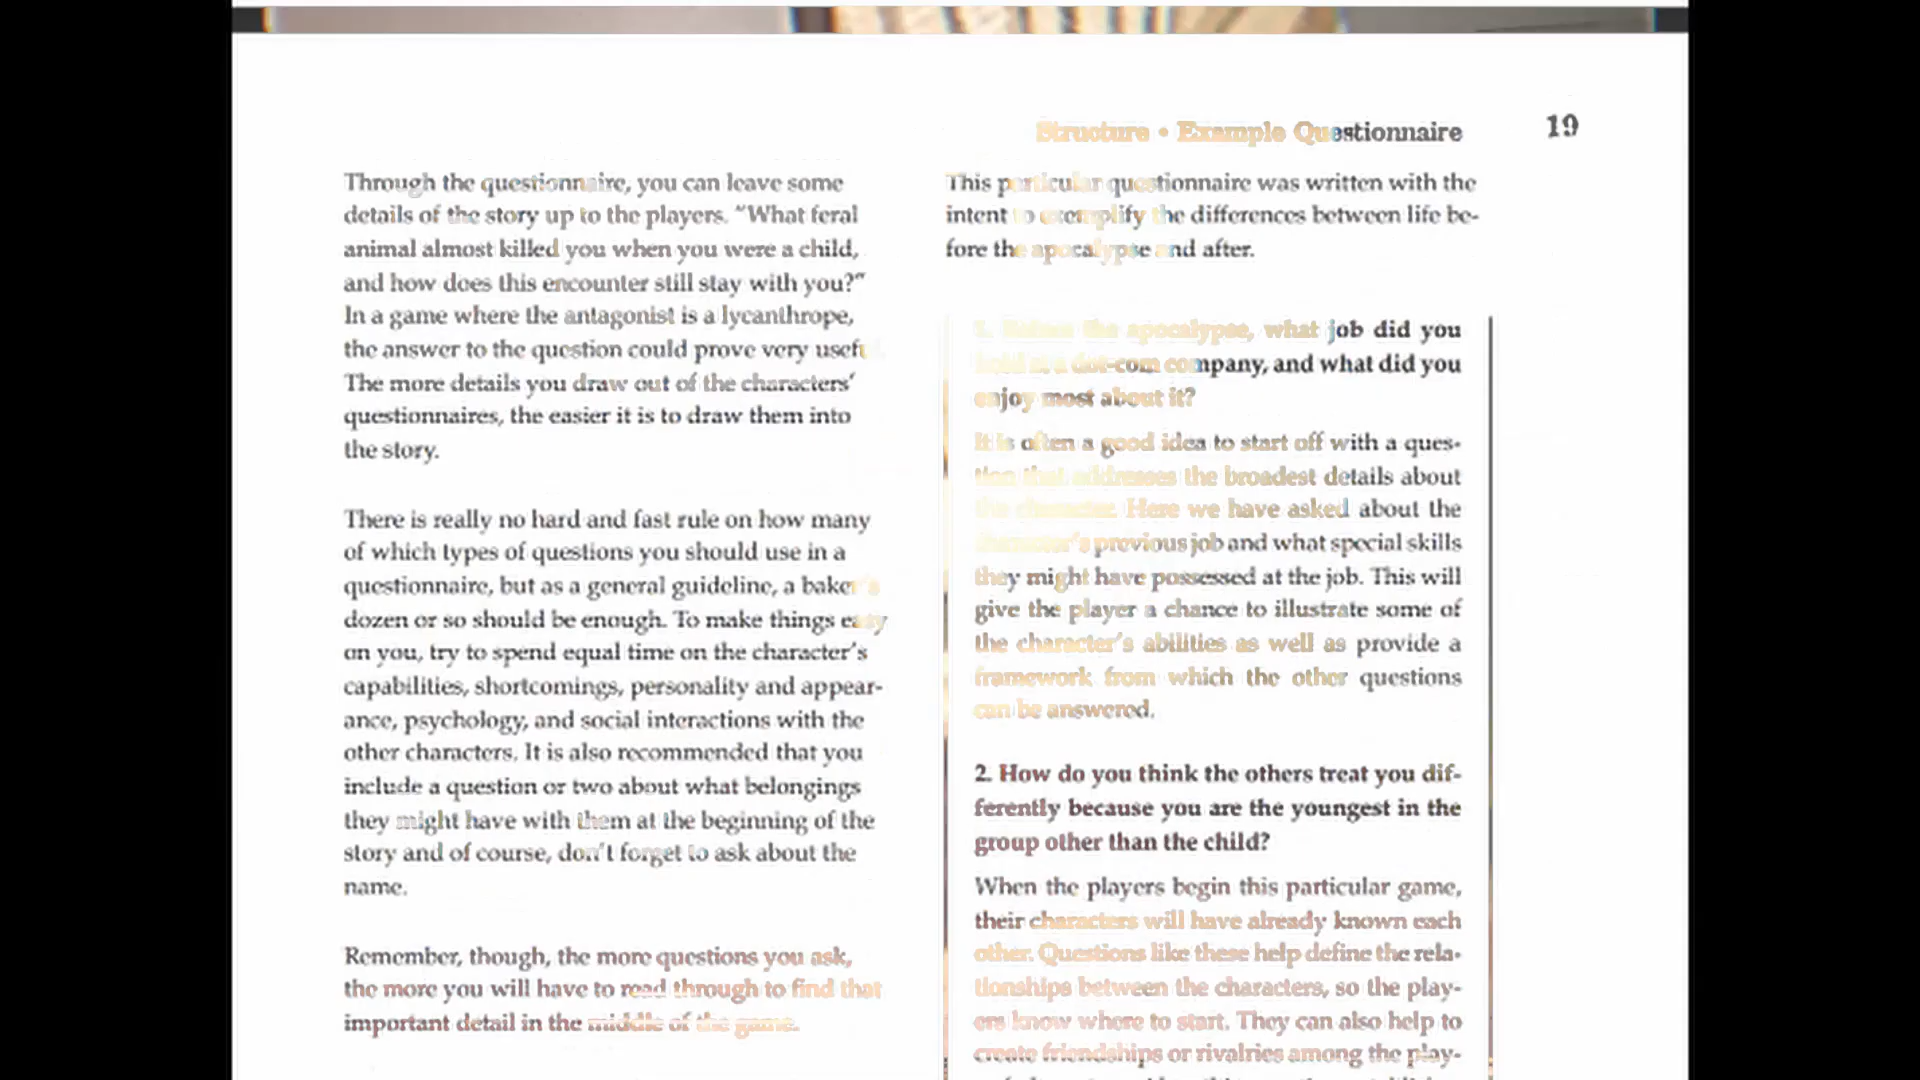 Structure • Example Questionnaire
19
Through the questionnaire, you can leave some
details of the story up to the players. “What feral
animal almost killed you when you were a child,
and how does this encounter still stay with you?”
In a game where the antagonist is a lycanthrope,
the answer to the question could prove very usef
The more details you draw out of the characters’
questionnaires, the easier it is to draw them into
the story.
There is really no hard and fast rule on how many
of which types of questions you should use in a
questionnaire, but as a general guideline, a baker’s
dozen or so should be enough. To make things easy
on you, try to spend equal time on the character’s
capabilities, shortcomings, personality and appear-
ance, psychology, and social interactions with the
other characters. It is also recommended that you
include a question or two about what belongings
they might have with them at the beginning of the
story and of course, don’t forget to ask about the
name.
Remember, though, the more questions you ask,
the more you will have to read through to find that
important detail in the middle of the game.
This particular questionnaire was written with the
intent to exemplify the differences between life be-
fore the apocalypse and after.
1. Before the apocalypse, what job did you
hold at a dot-com company, and what did you
enjoy most about it?
It is often a good idea to start off with a ques-
tion that addresses the broadest details about
the character. Here we have asked about the
character’s previous job and what special skills
they might have possessed at the job. This will
give the player a chance to illustrate some of
the character’s abilities as well as provide a
framework from which the other questions
can be answered.
2. How do you think the others treat you dif-
ferently because you are the youngest in the
group other than the child?
When the players begin this particular game,
their characters will have already known each
other. Questions like these help define the rela-
tionships between the characters, so the play-
ers know where to start. They can also help to
create friendships or rivalries among the play-